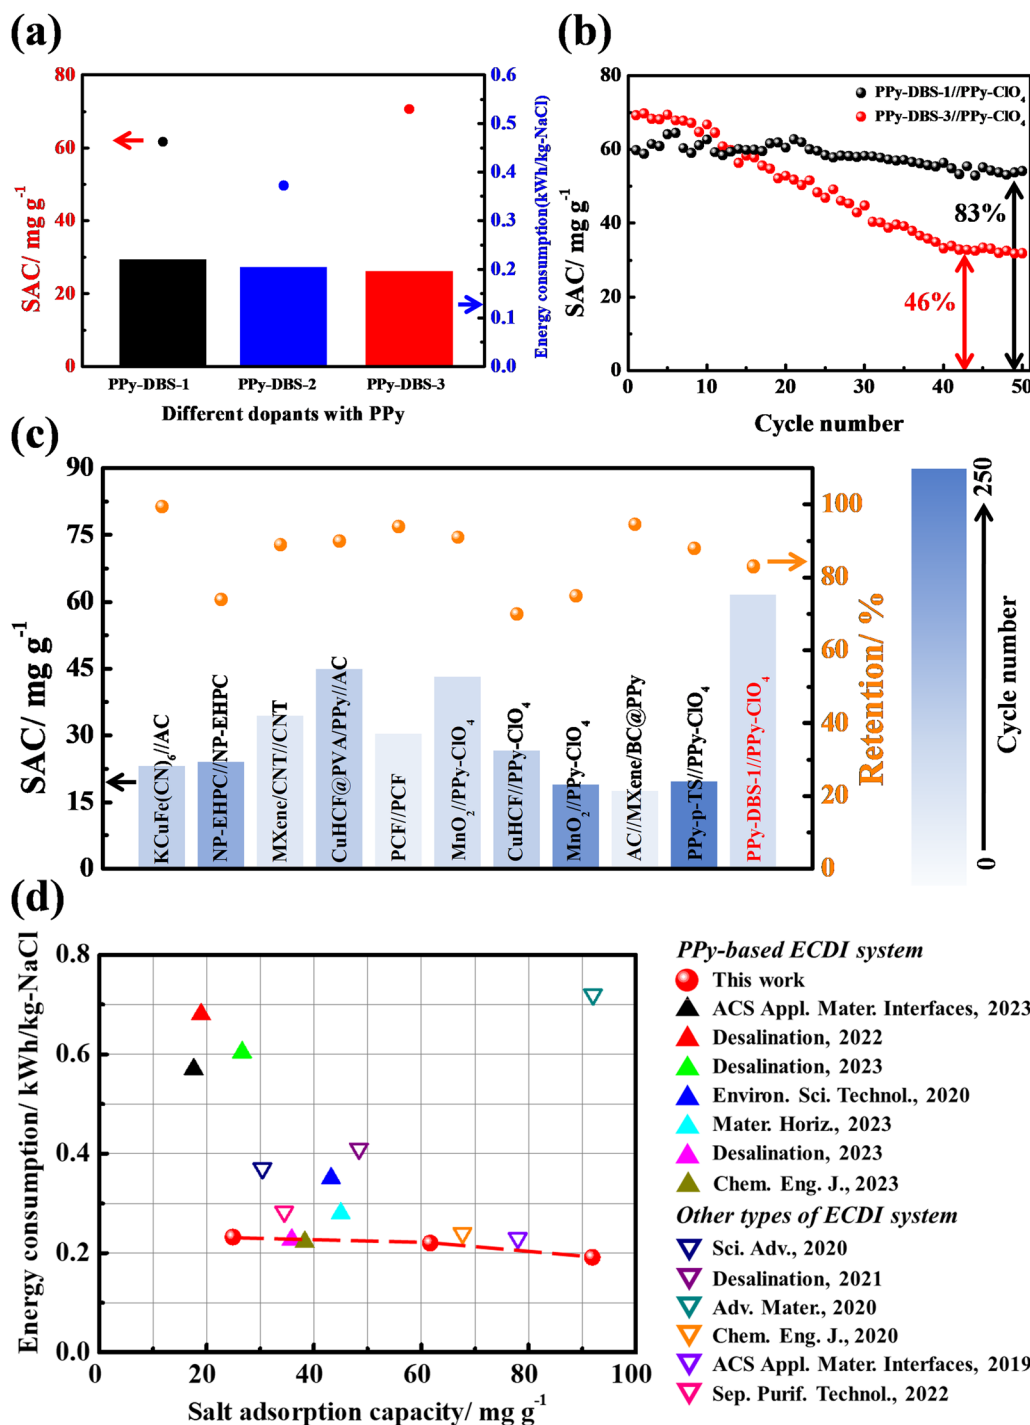 (a)
80
60
40
20
0
SAC/ mg g-1
0.6
0.5
0.4
0.3
0.2
0.1
0.0
Energy consumption(kWh/kg-NaCl)
PPy-DBS-1 PPy-DBS-2 PPy-DBS-3
Different dopants with PPy
(b)
80
60
40
20
0
SAC/ mg g-1
PPy-DBS-1//PPy-ClO4
PPy-DBS-3//PPy-ClO4
83%
46%
0 10 20 30 40 50
Cycle number
(c)
90
75
60
45
30
15
0
SAC/ mg g-1
KCuFe(CN)6//AC
NP-EHPC//NP-EHPC
MXene/CNT//CNT
CuHCF@PVA/PPy//AC
PCF//PCF
MnO2//PPy-ClO4
CuHCF//PPy-ClO4
MnO2//PPy-ClO4
AC//MXene/BC@PPy
PPy-p-TS//PPy-ClO4
PPy-DBS-1//PPy-ClO4
100
80
60
40
20
0
Retention/ %
250
0
Cycle number
(d)
0.8
0.6
0.4
0.2
0.0
Energy consumption/ kWh/kg-NaCl
0 20 40 60 80 100
Salt adsorption capacity/ mg g-1
PPy-based ECDI system
This work
ACS Appl. Mater. Interfaces, 2023
Desalination, 2022
Desalination, 2023
Environ. Sci. Technol., 2020
Mater. Horiz., 2023
Desalination, 2023
Chem. Eng. J., 2023
Other types of ECDI system
Sci. Adv., 2020
Desalination, 2021
Adv. Mater., 2020
Chem. Eng. J., 2020
ACS Appl. Mater. Interfaces, 2019
Sep. Purif. Technol., 2022